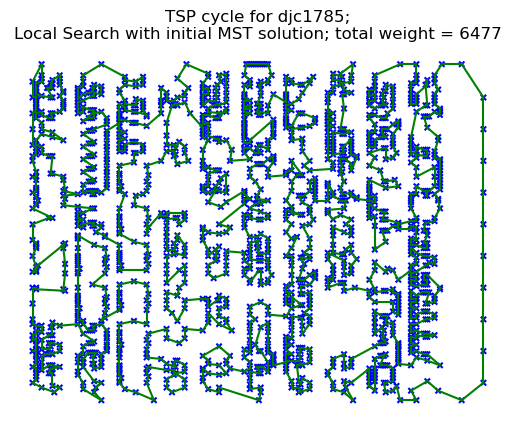 TSP cycle for djc1785;
Local Search with initial MST solution; total weight = 6477